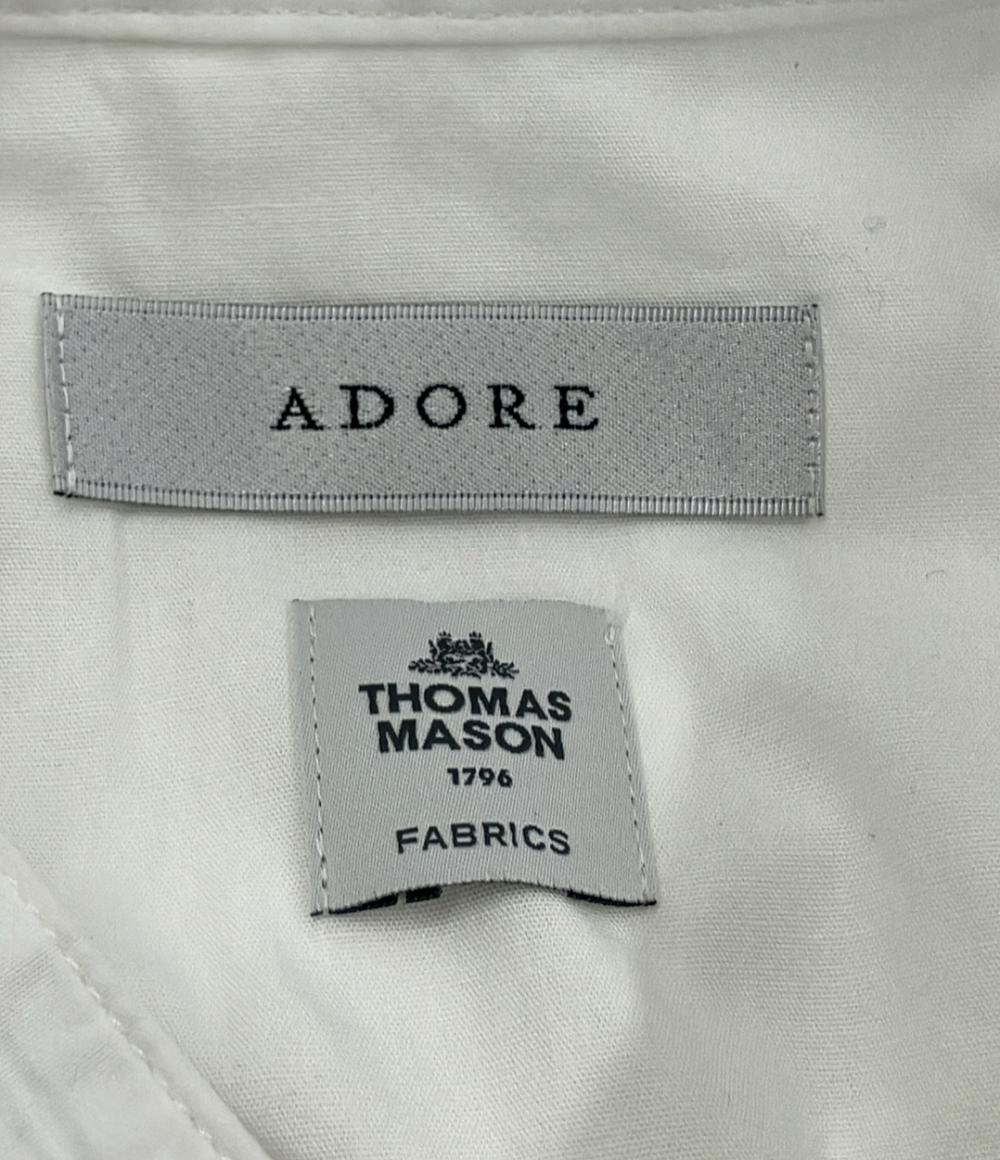 ADORE
THOMAS
MASON
1796
FABRICS